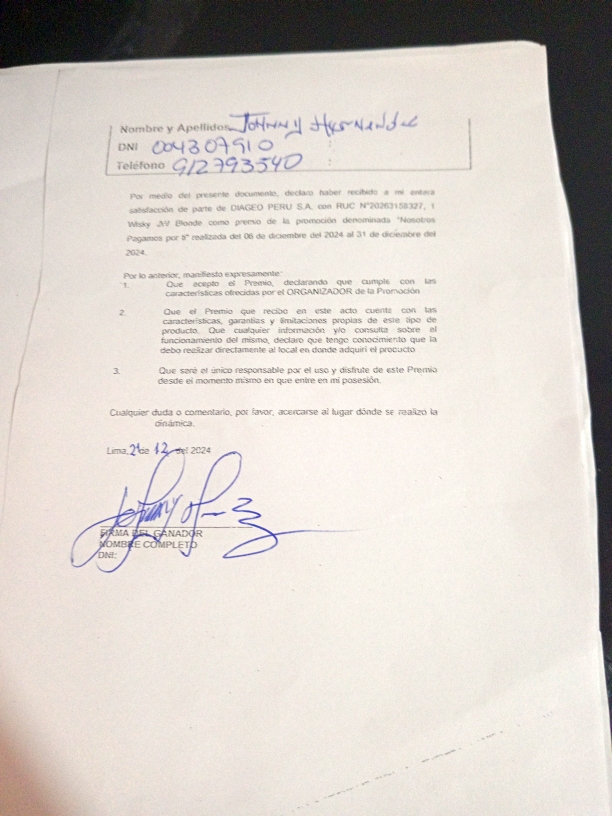 Nombre y Apellidos Johnny Hernandez
DNI 004307910
Teléfono 912793540
Por medio del presente documento, declaro haber recibido a mi entera
satisfacción de parte de DIAGEO PERU S.A. con RUC N°20263158327, 1
Wisky JW Blonde como premio de la promoción denominada "Nosotros
Pagamos por ti" realizada del 06 de diciembre del 2024 al 31 de diciembre del
2024.
Por lo anterior, manifiesto expresamente:
1. Que acepto el Premio, declarando que cumple con las
características ofrecidas por el ORGANIZADOR de la Promoción
2. Que el Premio que recibo en este acto cuenta con las
características, garantías y limitaciones propias de este tipo de
producto. Que cualquier información y/o consulta sobre el
funcionamiento del mismo, declaro que tengo conocimiento que la
debo realizar directamente al local en donde adquirí el producto
3. Que seré el único responsable por el uso y disfrute de este Premio
desde el momento mismo en que entre en mi posesión.
Cualquier duda o comentario, por favor, acercarse al lugar dónde se realizó la
dinámica.
Lima, 21 de 12 del 2024
FIRMA DEL GANADOR
NOMBRE COMPLETO
DNI: